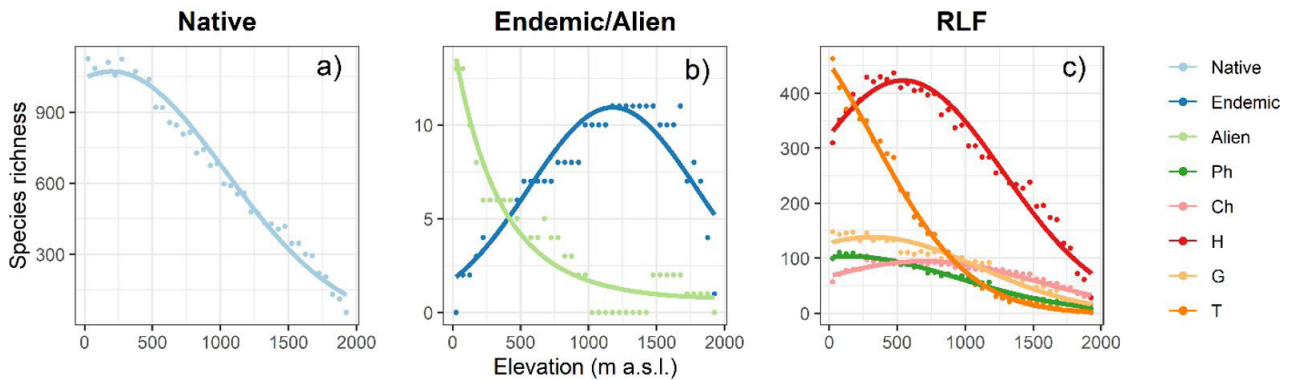 Native
Endemic/Alien
RLF
a)
b)
c)
Species richness
900
600
300
0
500
1000
1500
2000
10
5
0
0
500
1000
1500
2000
400
300
200
100
0
0
500
1000
1500
2000
Elevation (m a.s.l.)
Native
Endemic
Alien
Ph
Ch
H
G
T